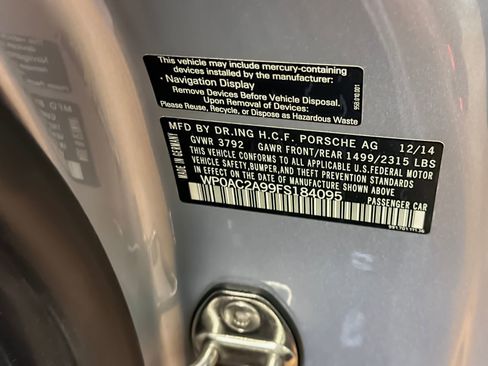 This vehicle may include mercury-containing
devices installed by the manufacturer:
• Navigation Display
Remove Devices Before Vehicle Disposal.
Upon Removal of Devices:
Please Reuse, Recycle, or Dispose as Hazardous Waste
958.010.001
MADE IN GERMANY
MFD BY DR.ING H.C.F. PORSCHE AG 12/14
GVWR 3792 GAWR FRONT/REAR 1499/2315 LBS
THIS VEHICLE CONFORMS TO ALL APPLICABLE U.S. FEDERAL MOTOR
VEHICLE SAFETY, BUMPER, AND THEFT PREVENTION STANDARDS
IN EFFECT ON THE DATE OF MANUFACTURE SHOWN ABOVE.
WP0AC2A99FS184095
PASSENGER CAR